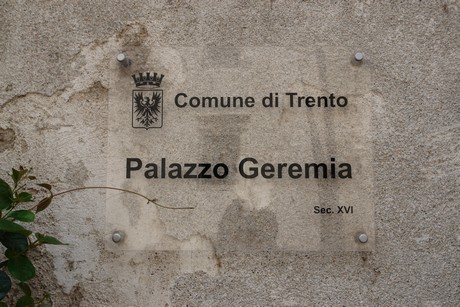 Comune di Trento
Palazzo Geremia
Sec. XVI